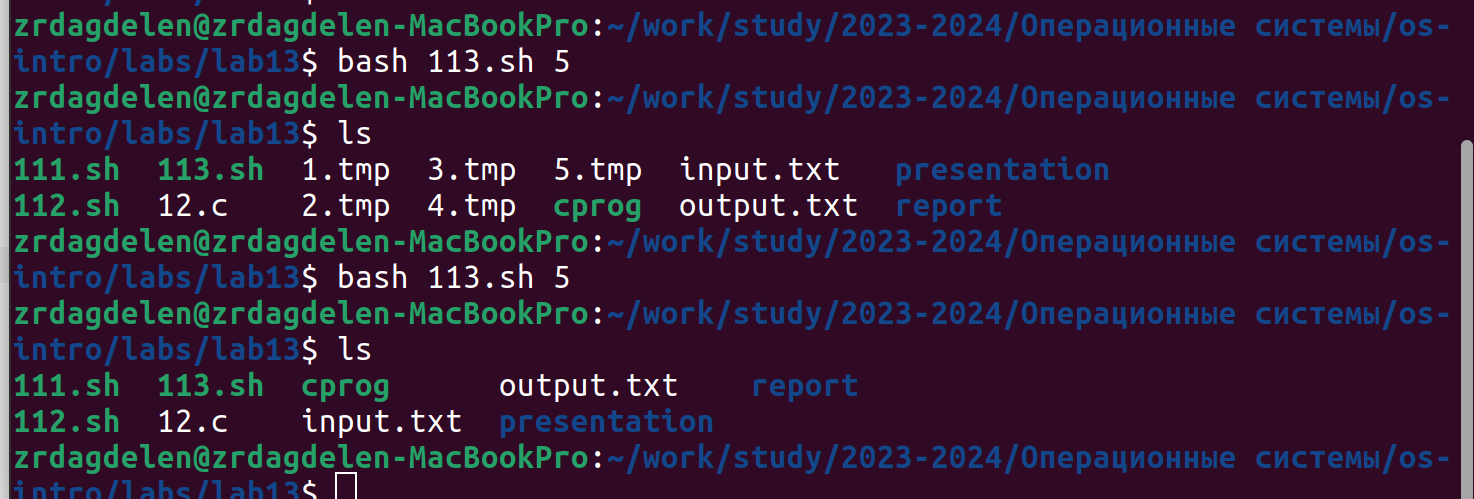 zrdagdelen@zrdagdelen-MacBookPro:~/work/study/2023-2024/Операционные системы/os-
intro/labs/lab13$ bash 113.sh 5
zrdagdelen@zrdagdelen-MacBookPro:~/work/study/2023-2024/Операционные системы/os-
intro/labs/lab13$ ls
111.sh  113.sh  1.tmp  3.tmp  5.tmp  input.txt   presentation
112.sh  12.c    2.tmp  4.tmp  cprog  output.txt  report
zrdagdelen@zrdagdelen-MacBookPro:~/work/study/2023-2024/Операционные системы/os-
intro/labs/lab13$ bash 113.sh 5
zrdagdelen@zrdagdelen-MacBookPro:~/work/study/2023-2024/Операционные системы/os-
intro/labs/lab13$ ls
111.sh  113.sh  cprog      output.txt    report
112.sh  12.c    input.txt  presentation
zrdagdelen@zrdagdelen-MacBookPro:~/work/study/2023-2024/Операционные системы/os-
intro/labs/lab13$